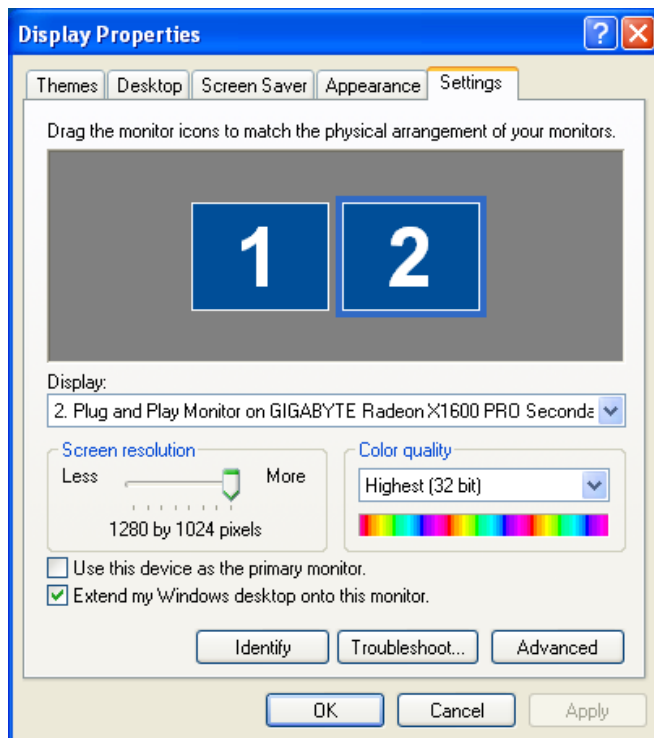 Display Properties
Themes Desktop Screen Saver Appearance Settings
Drag the monitor icons to match the physical arrangement of your monitors.
1 2
Display:
2. Plug and Play Monitor on GIGABYTE Radeon X1600 PRO Seconda
Screen resolution
Less More
1280 by 1024 pixels
Color quality
Highest (32 bit)
Use this device as the primary monitor.
Extend my Windows desktop onto this monitor.
Identify Troubleshoot... Advanced
OK Cancel Apply